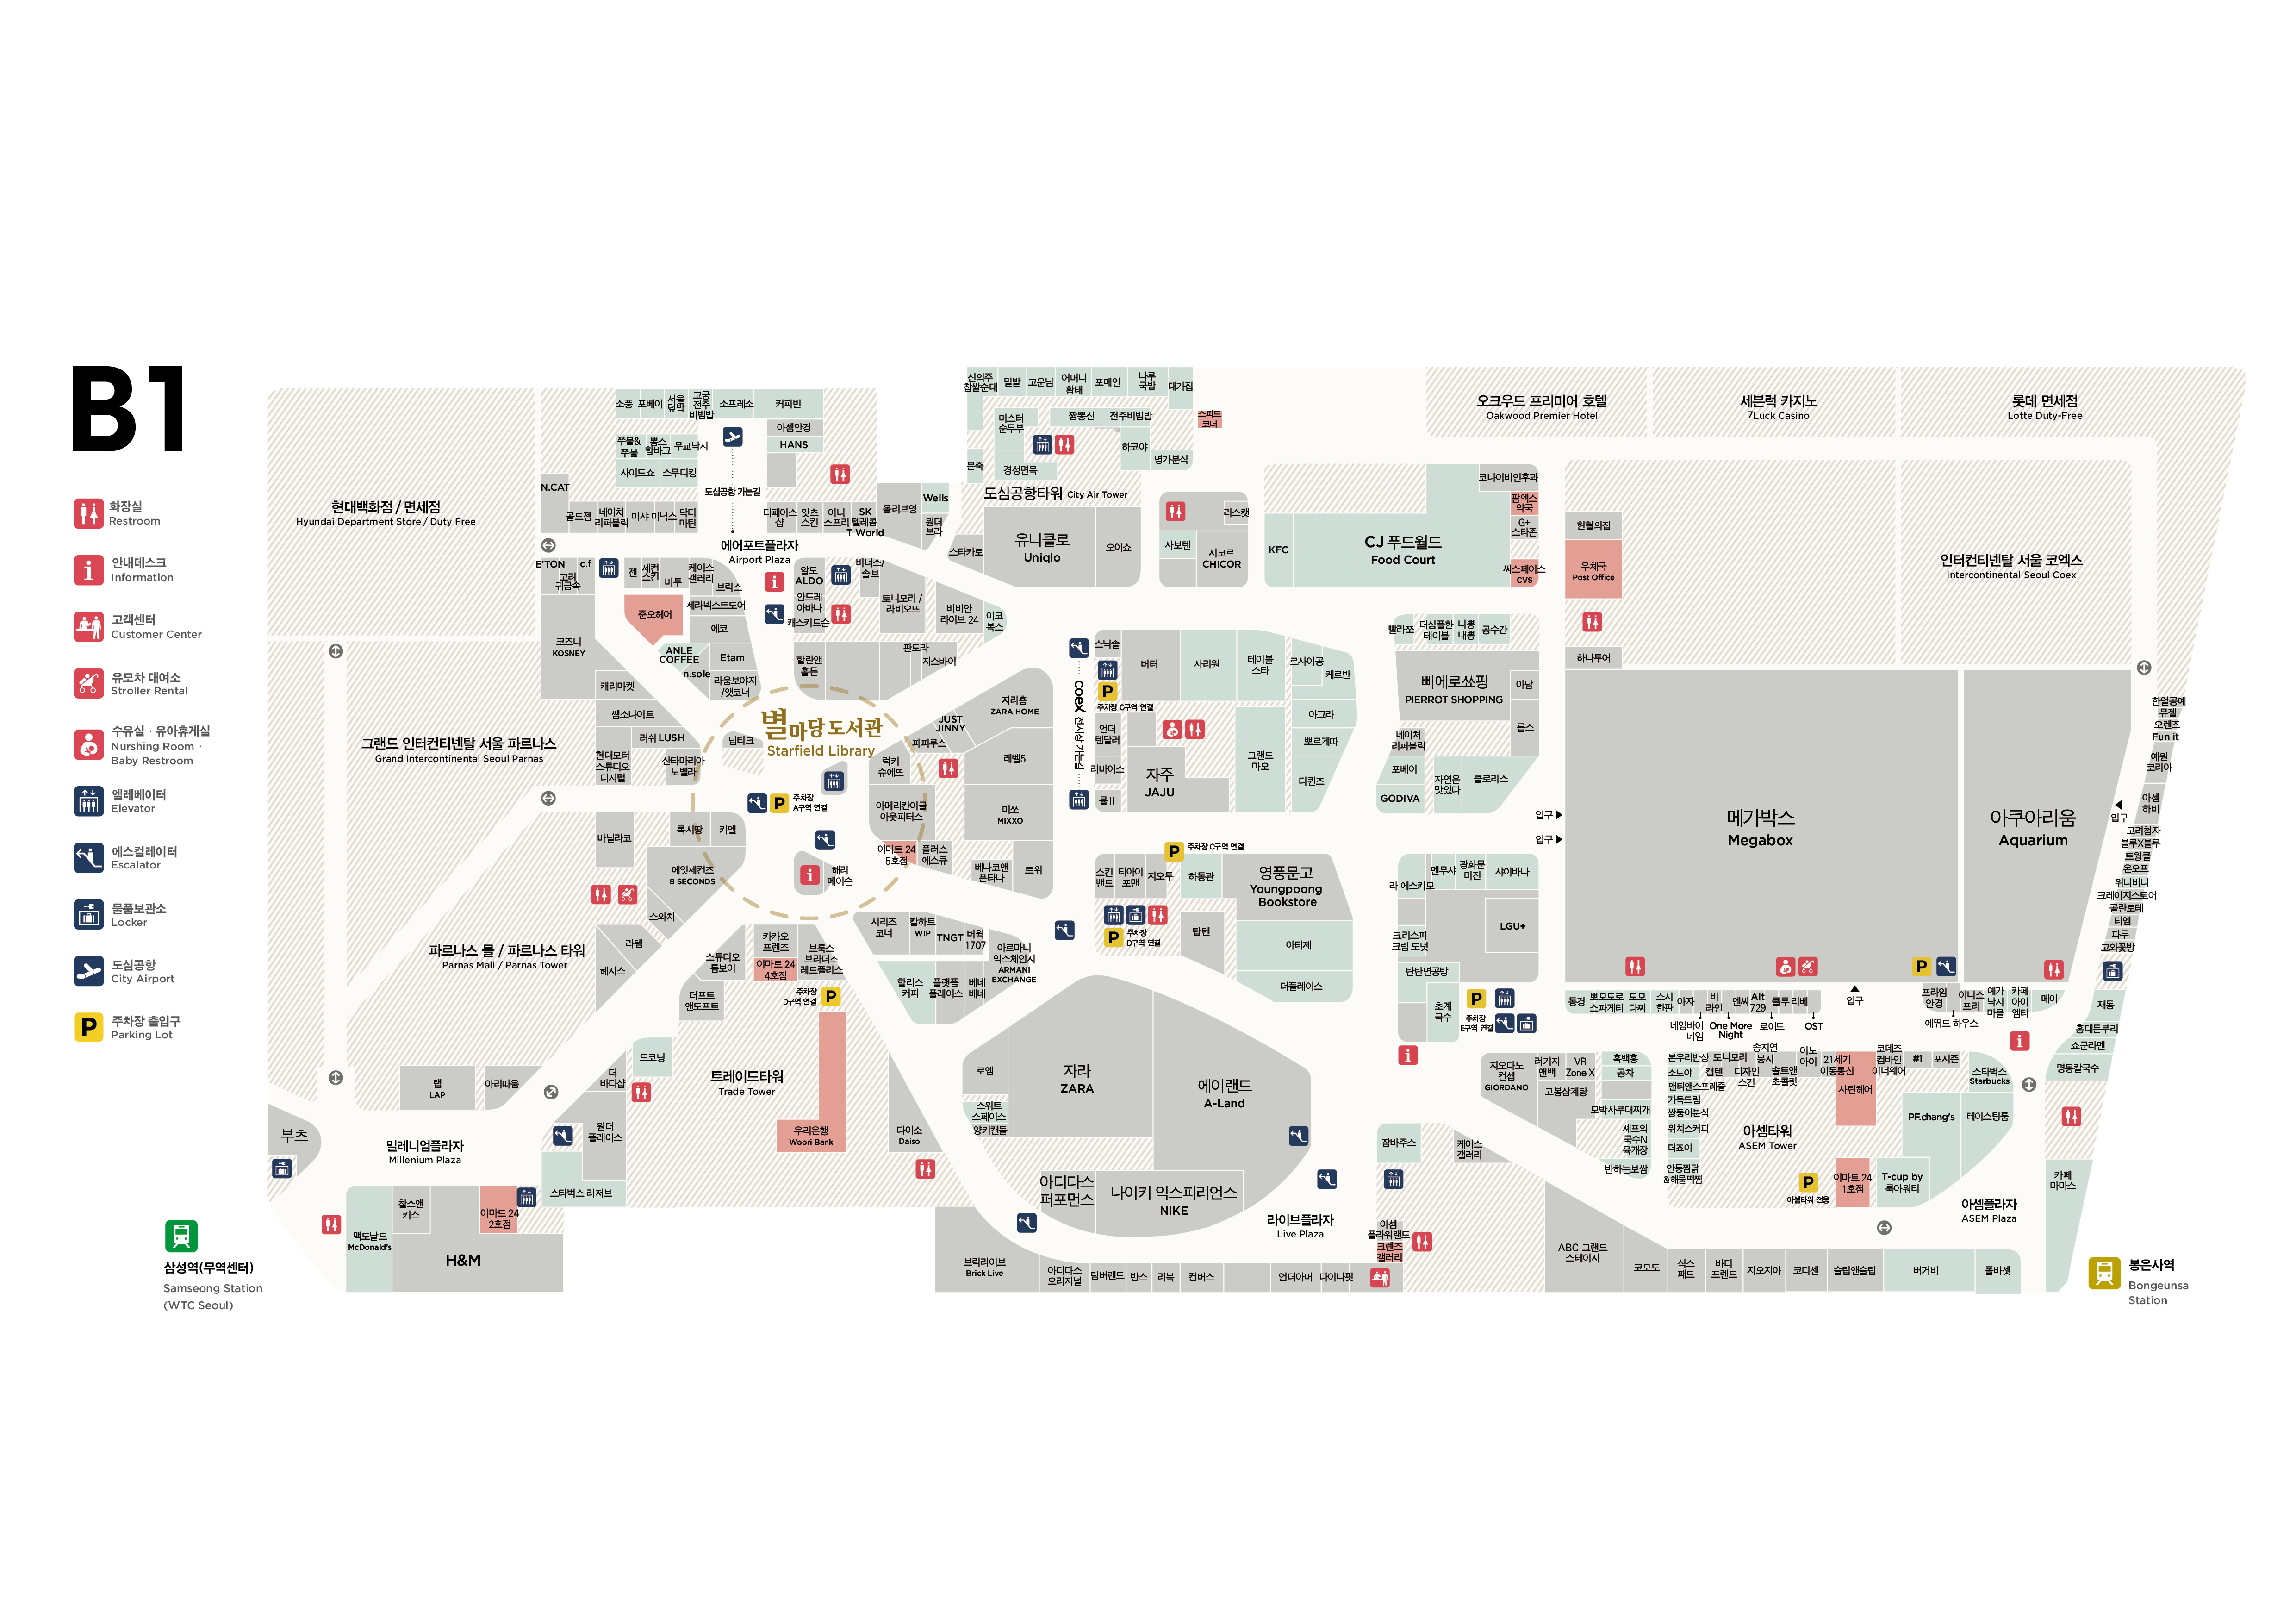 B1
화장실
Restroom
안내데스크
Information
고객센터
Customer Center
유모차 대여소
Stroller Rental
수유실 · 유아휴게실
Nurshing Room ·
Baby Restroom
엘레베이터
Elevator
에스컬레이터
Escalator
물품보관소
Locker
도심공항
City Airport
P
주차장 출입구
Parking Lot
삼성역(무역센터)
Samseong Station
(WTC Seoul)
현대백화점 / 면세점
Hyundai Department Store / Duty Free
그랜드 인터컨티넨탈 서울 파르나스
Grand Intercontinental Seoul Parnas
파르나스 몰 / 파르나스 타워
Parnas Mall / Parnas Tower
랩
LAP
아리따움
부츠
밀레니엄플라자
Millenium Plaza
맥도날드
McDonald's
찰스앤
키스
이마트 24
2호점
H&M
소풍
포베이
서울
덮밥
고궁
전주
비빔밥
소프레소
커피빈
아셈안경
HANS
쭈불&
쭈불
뽕스
함바그
무교낙지
사이드쇼
스무디킹
도심공항 가는길
N.CAT
골드젬
네이처
리퍼블릭
미샤
미닉스
닥터
마틴
더페이스
샵
잇츠
스킨
이니
스프리
SK
텔레콤
T World
올리브영
Wells
원더
브라
에어포트플라자
Airport Plaza
E'TON
고려
귀금속
c.f
젠
세컨
스킨
비투
케이스
갤러리
브릭스
준오헤어
세라넥스트도어
에코
ANLE
COFFEE
Etam
n.sole
라움보야지
/앳코너
코즈니
KOSNEY
캐리마켓
쌤소나이트
러쉬 LUSH
현대모터
스튜디오
디지털
산타마리아
노벨라
알도
ALDO
안드레
아바나
캐스키드슨
비너스/
솔브
토니모리 /
라비오뜨
비비안
라이브 24
이코
복스
할란앤
홀든
판도라
지스바이
딥티크
별마당 도서관
Starfield Library
주차장
A구역 연결
해리
메이슨
JUST
JINNY
파피루스
럭키
슈에뜨
아메리칸이글
아웃피터스
이마트 24
5호점
플러스
에스큐
자라홈
ZARA HOME
레벨5
미쏘
MIXXO
베나코앤
폰타나
트위
바닐라코
록시땅
키엘
에잇세컨즈
8 SECONDS
스와치
라템
헤지스
스튜디오
톰보이
카카오
프렌즈
이마트 24
4호점
브룩스
브라더즈
레드플리스
더프트
앤도프트
주차장
D구역 연결
시리즈
코너
칼하트
WIP
TNGT
버윅
1707
아르마니
익스체인지
ARMANI
EXCHANGE
할리스
커피
플랫폼
플레이스
베네
베네
드코닝
더
바디샵
원더
플레이스
스타벅스 리저브
트레이드타워
Trade Tower
우리은행
Woori Bank
다이소
Daiso
신의주
찹쌀순대
밀밭
고운님
어머니
황태
포메인
나루
국밥
대가집
미스터
순두부
짬뽕신
전주비빔밥
하코야
명가분식
본죽
경성면옥
스피드
코너
도심공항타워 City Air Tower
스타카토
유니클로
Uniqlo
오이쇼
리스캣
사보텐
시코르
CHICOR
KFC
CJ 푸드월드
Food Court
코나이비인후과
팜엑스
약국
G+
스타존
씨스페이스
CVS
coex 전시장 가는길
스닉솔
주차장 C구역 연결
버터
사리원
테이블
스타
르사이공
케르반
아그라
뽀르게따
디퀸즈
그랜드
마오
언더
텐달러
리바이스
뮬 II
자주
JAJU
주차장 C구역 연결
스킨
밴드
티아이
포맨
지오투
하동관
주차장
D구역 연결
탑텐
영풍문고
Youngpoong
Bookstore
아티제
더플레이스
로엠
스위트
스페이스
양키캔들
자라
ZARA
에이랜드
A-Land
아디다스
퍼포먼스
나이키 익스피리언스
NIKE
라이브플라자
Live Plaza
브릭라이브
Brick Live
아디다스
오리지널
팀버랜드
반스
리복
컨버스
언더아머
다이나핏
아셈
플라워랜드
크렌즈
갤러리
잠바주스
케이스
갤러리
빨라쪼
더심플한
테이블
니뽕
내뽕
공수간
삐에로쑈핑
PIERROT SHOPPING
아담
롭스
네이처
리퍼블릭
포베이
GODIVA
자연은
맛있다
클로리스
라 에스키모
멘무샤
광화문
미진
샤이바나
LGU+
크리스피
크림 도넛
탄탄면공방
초계
국수
주차장
E구역 연결
지오다노
컨셉
GIORDANO
러기지
앤백
VR
Zone X
고봉삼계탕
흑백홍
공차
모박사부대찌개
셰프의
국수N
육개장
반하는보쌈
오크우드 프리미어 호텔
Oakwood Premier Hotel
세븐럭 카지노
7Luck Casino
롯데 면세점
Lotte Duty-Free
헌혈의집
우체국
Post Office
하나투어
인터컨티넨탈 서울 코엑스
Intercontinental Seoul Coex
입구
입구
메가박스
Megabox
아쿠아리움
Aquarium
입구
입구
한멀공예
뮤젤
오렌즈
Fun it
예원
코리아
아셈
하비
고려청자
블루X블루
트윙클
온오프
위니비니
크레이지스토어
콜란토테
티엠
파두
고와꽃방
동경
뽀모도로
스파게티
도모
다찌
스시
한판
아자
비
라인
엔씨
Alt
729
클루
리베
네임바이
네임
One More
Night
로이드
OST
프라임
안경
이니스
프리
예가
낙지
마을
카페
아이
엠티
메이
에뛰드 하우스
재동
홍대돈부리
쇼군라멘
명동칼국수
카페
마마스
본우리반상
토니모리
송지연
봉지
이노
아이
21세기
이동통신
코데즈
컴바인
이너웨어
#1
포시즌
스타벅스
Starbucks
소노야
캡텐
디자인
스킨
솔트앤
초콜릿
앤티앤스프레즐
가득드림
쌍둥이분식
위치스커피
더죠이
안동찜닭
&해물떡찜
사틴헤어
PF.chang's
테이스팅룸
아셈타워
ASEM Tower
아셈타워 전용
이마트 24
1호점
T-cup by
룩아워티
아셈플라자
ASEM Plaza
ABC 그랜드
스테이지
코모도
식스
패드
바디
프렌드
지오지아
코디센
슬립앤슬립
버거비
폴바셋
봉은사역
Bongeunsa
Station